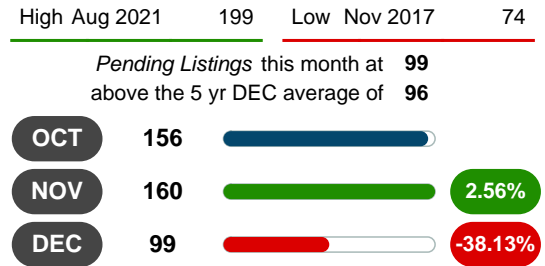 High Aug 2021 199 Low Nov 2017 74
Pending Listings this month at 99
above the 5 yr DEC average of 96
OCT 156
NOV 160 2.56%
DEC 99 -38.13%